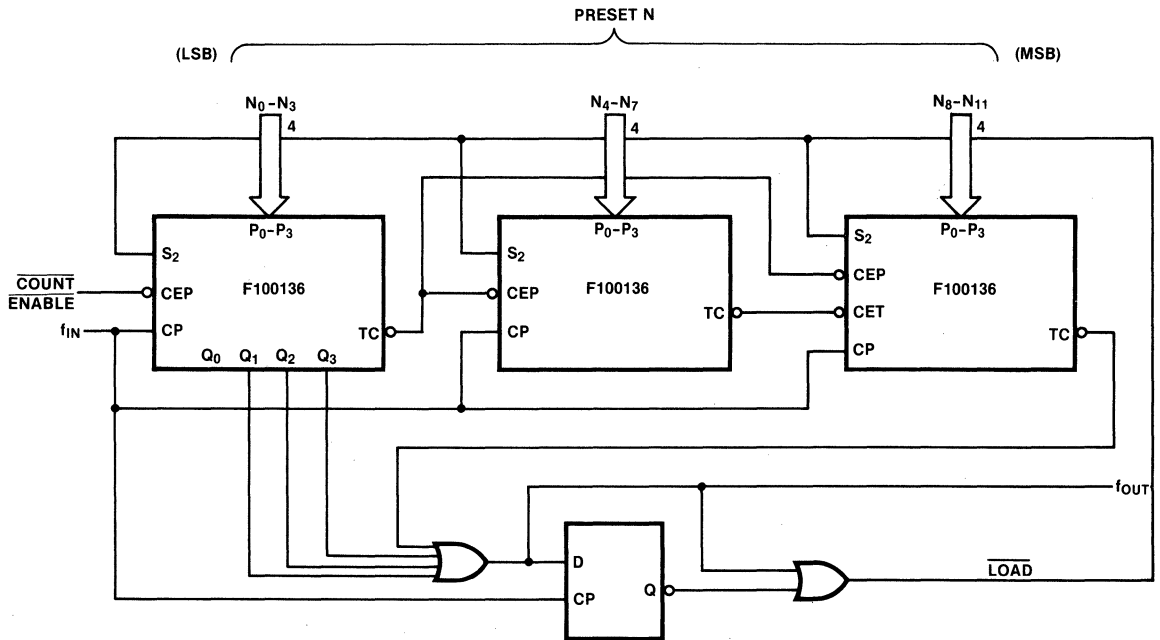 PRESET N
(LSB)
(MSB)
N0–N3
4
N4–N7
4
N8–N11
4
P0–P3
S2
CEP
F100136
CP
TC
Q0 Q1 Q2 Q3
COUNT
ENABLE
fIN
P0–P3
S2
CEP
F100136
CP
TC
P0–P3
S2
CEP
F100136
CET
CP
TC
fOUT
D
CP
Q
LOAD